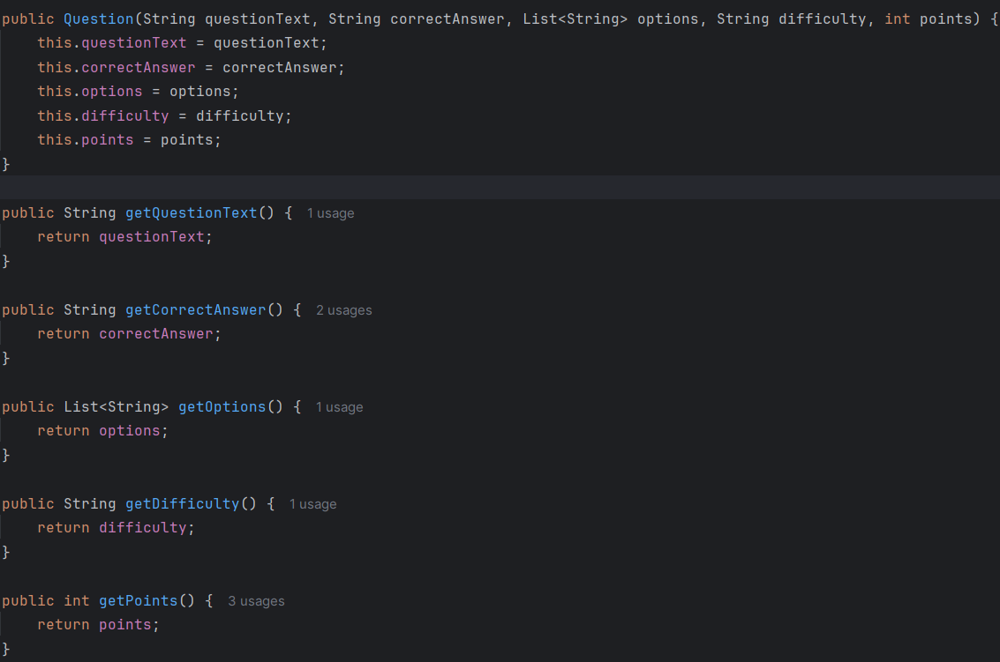 public Question(String questionText, String correctAnswer, List<String> options, String difficulty, int points) {
    this.questionText = questionText;
    this.correctAnswer = correctAnswer;
    this.options = options;
    this.difficulty = difficulty;
    this.points = points;
}
public String getQuestionText() {  1 usage
    return questionText;
}
public String getCorrectAnswer() {  2 usages
    return correctAnswer;
}
public List<String> getOptions() {  1 usage
    return options;
}
public String getDifficulty() {  1 usage
    return difficulty;
}
public int getPoints() {  3 usages
    return points;
}